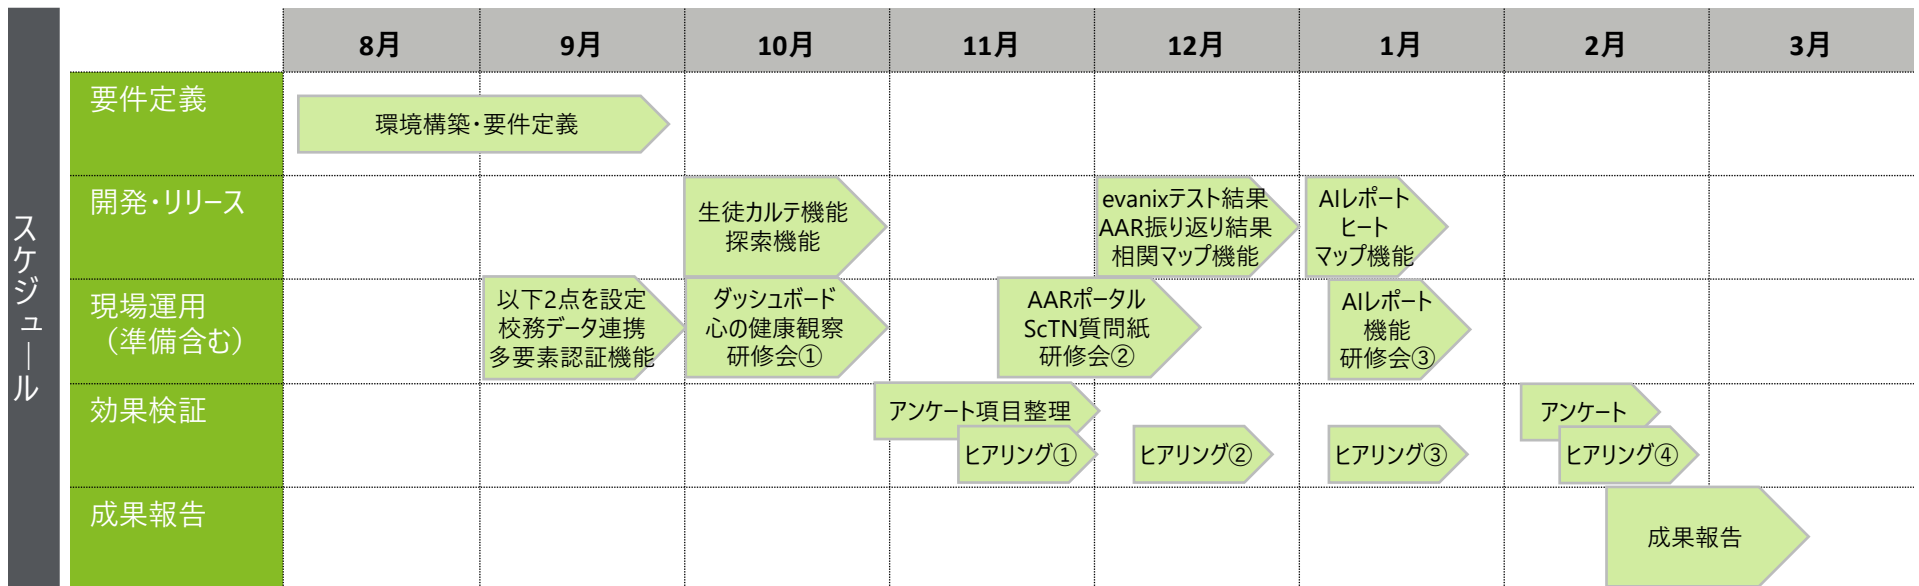 スケジュール
8月
9月
10月
11月
12月
1月
2月
3月
要件定義
環境構築・要件定義
開発・リリース
生徒カルテ機能
探索機能
evanixテスト結果
AAR振り返り結果
相関マップ機能
AIレポート
ヒート
マップ機能
現場運用
（準備含む）
以下2点を設定
校務データ連携
多要素認証機能
ダッシュボード
心の健康観察
研修会①
AARポータル
ScTN質問紙
研修会②
AIレポート
機能
研修会③
効果検証
アンケート項目整理
ヒアリング①
ヒアリング②
ヒアリング③
アンケート
ヒアリング④
成果報告
成果報告